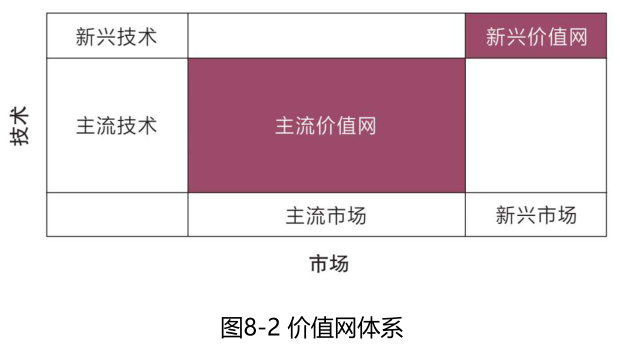 新兴技术
新兴价值网
技术
主流技术
主流价值网
主流市场
新兴市场
市场
图8-2 价值网体系